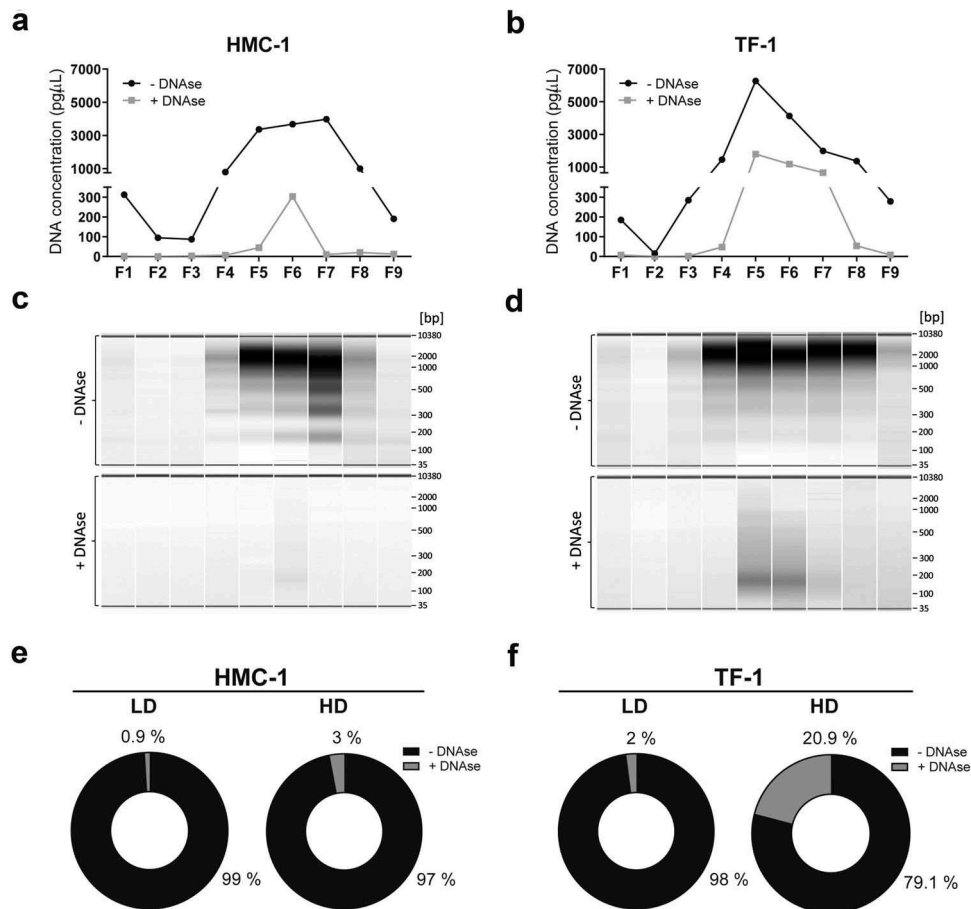 a
HMC-1
DNA concentration (pg/µL)
- DNAse
+ DNAse
7000
5000
3000
1000
300
200
100
0
F1 F2 F3 F4 F5 F6 F7 F8 F9
b
TF-1
DNA concentration (pg/µL)
- DNAse
+ DNAse
7000
5000
3000
1000
300
200
100
0
F1 F2 F3 F4 F5 F6 F7 F8 F9
c
[bp]
- DNAse
10380
2000
1000
500
300
200
100
35
+ DNAse
10380
2000
1000
500
300
200
100
35
d
[bp]
- DNAse
10380
2000
1000
500
300
200
100
35
+ DNAse
10380
2000
1000
500
300
200
100
35
e
HMC-1
LD HD
0.9 % 3 %
- DNAse
+ DNAse
99 % 97 %
f
TF-1
LD HD
2 % 20.9 %
- DNAse
+ DNAse
98 % 79.1 %